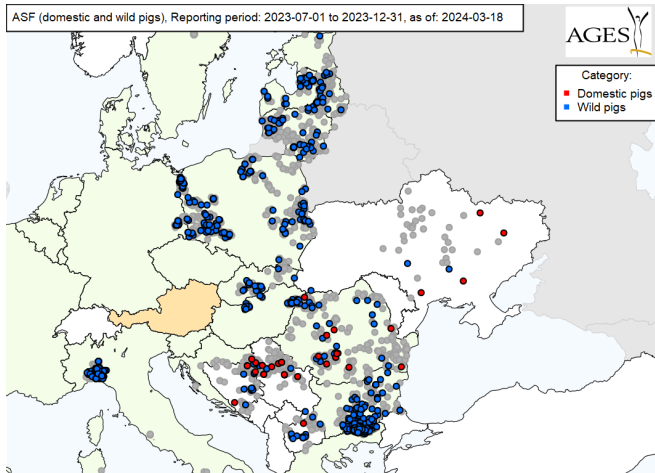 ASF (domestic and wild pigs), Reporting period: 2023-07-01 to 2023-12-31, as of: 2024-03-18
AGES
Category:
Domestic pigs
Wild pigs